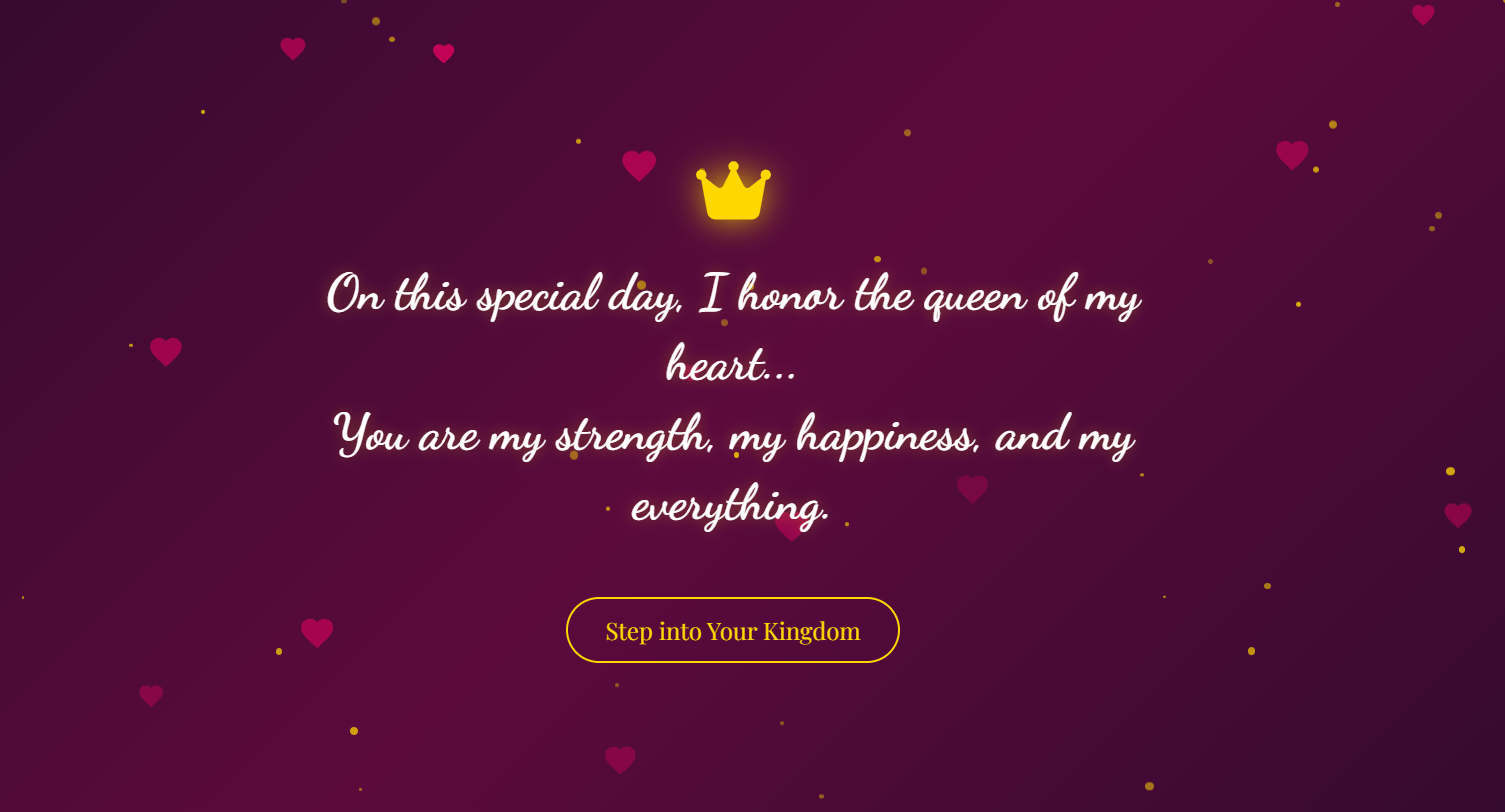 On this special day, I honor the queen of my
heart...
You are my strength, my happiness, and my
everything.
Step into Your Kingdom